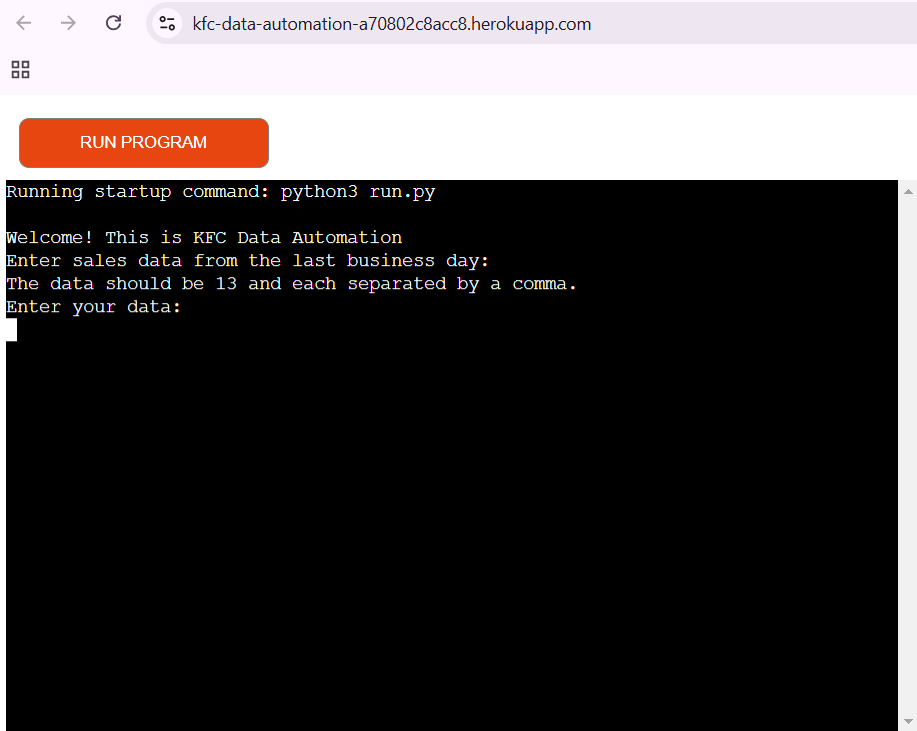 kfc-data-automation-a70802c8acc8.herokuapp.com
RUN PROGRAM
Running startup command: python3 run.py
Welcome! This is KFC Data Automation
Enter sales data from the last business day:
The data should be 13 and each separated by a comma.
Enter your data: